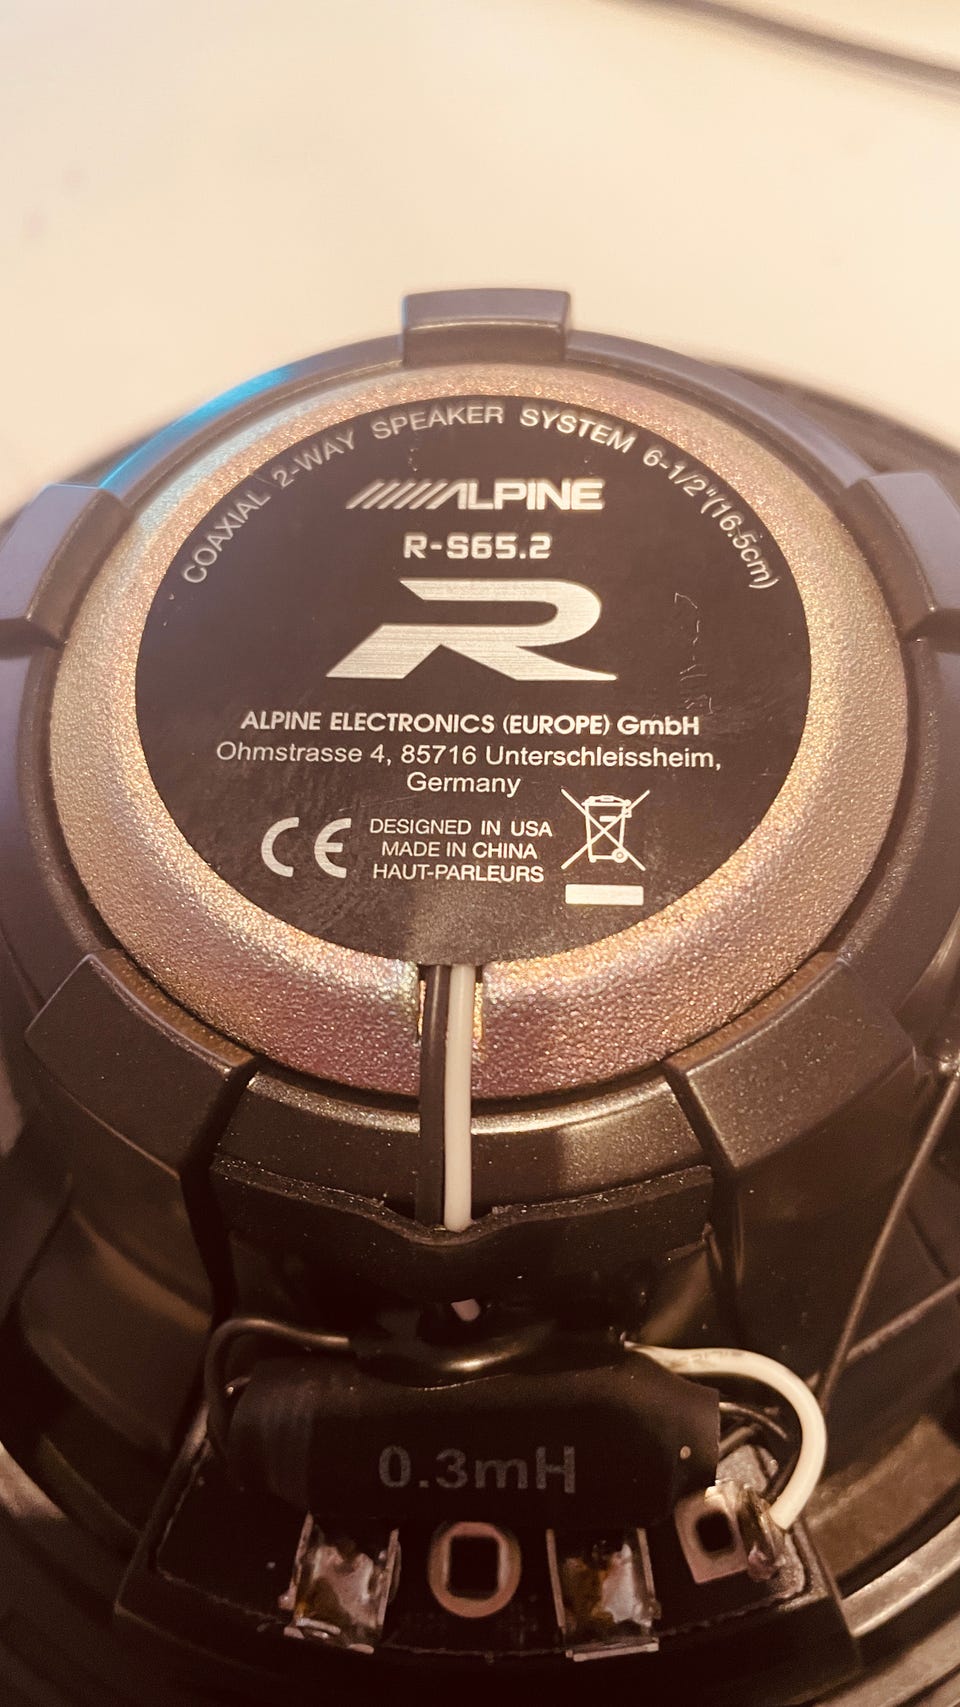 COAXIAL 2-WAY SPEAKER SYSTEM 6-1/2"(16.5cm)
ALPINE
R-S65.2
R
ALPINE ELECTRONICS (EUROPE) GmbH
Ohmstrasse 4, 85716 Unterschleissheim,
Germany
CE
DESIGNED IN USA
MADE IN CHINA
HAUT-PARLEURS
0.3mH